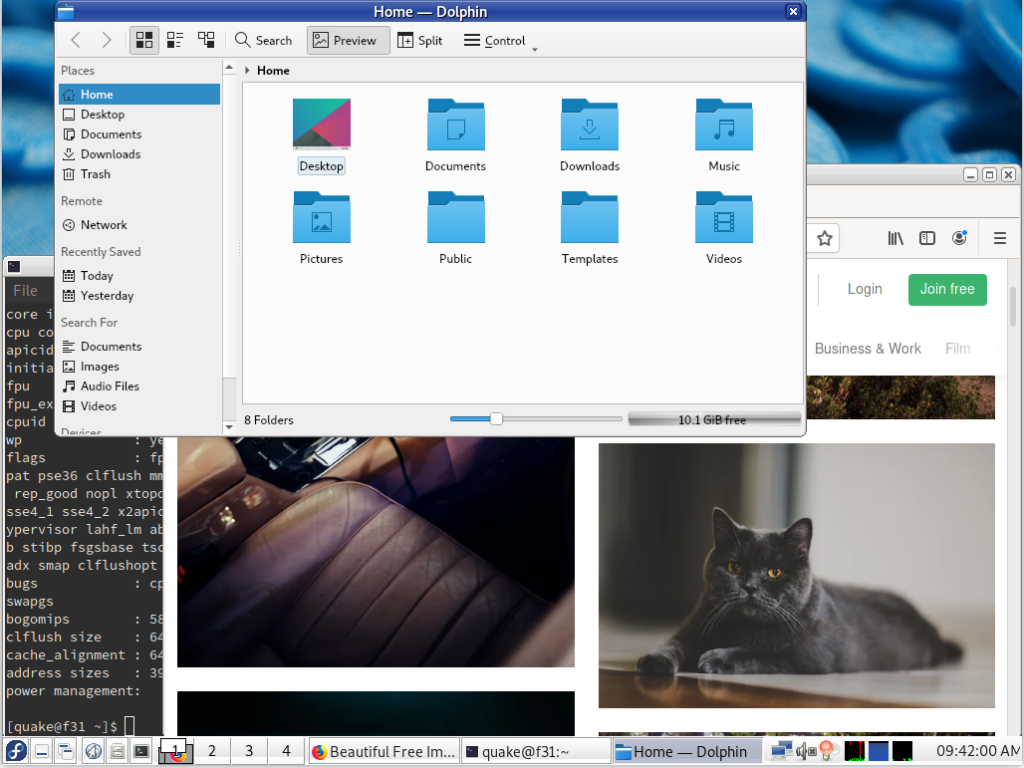 Home — Dolphin
Search
Preview
Split
Control
Places
Home
Desktop
Documents
Downloads
Trash
Remote
Network
Recently Saved
Today
Yesterday
Search For
Documents
Images
Audio Files
Videos
Devices
Home
Desktop
Documents
Downloads
Music
Pictures
Public
Templates
Videos
8 Folders
10.1 GiB free
Login
Join free
Business & Work
Film
File
core i
cpu co
apicid
initia
fpu
fpu_ex
cpuid
wp : ye
flags : fp
pat pse36 clflush mm
rep_good nopl xtopo
sse4_1 sse4_2 x2apic
ypervisor lahf_lm ab
b stibp fsgsbase tsc
adx smap clflushopt
bugs : cp
swapgs
bogomips : 58
clflush size : 64
cache_alignment : 64
address sizes : 39
power management:
[quake@f31 ~]$
1
2
3
4
Beautiful Free Im...
quake@f31:~
Home — Dolphin
09:42:00 AM